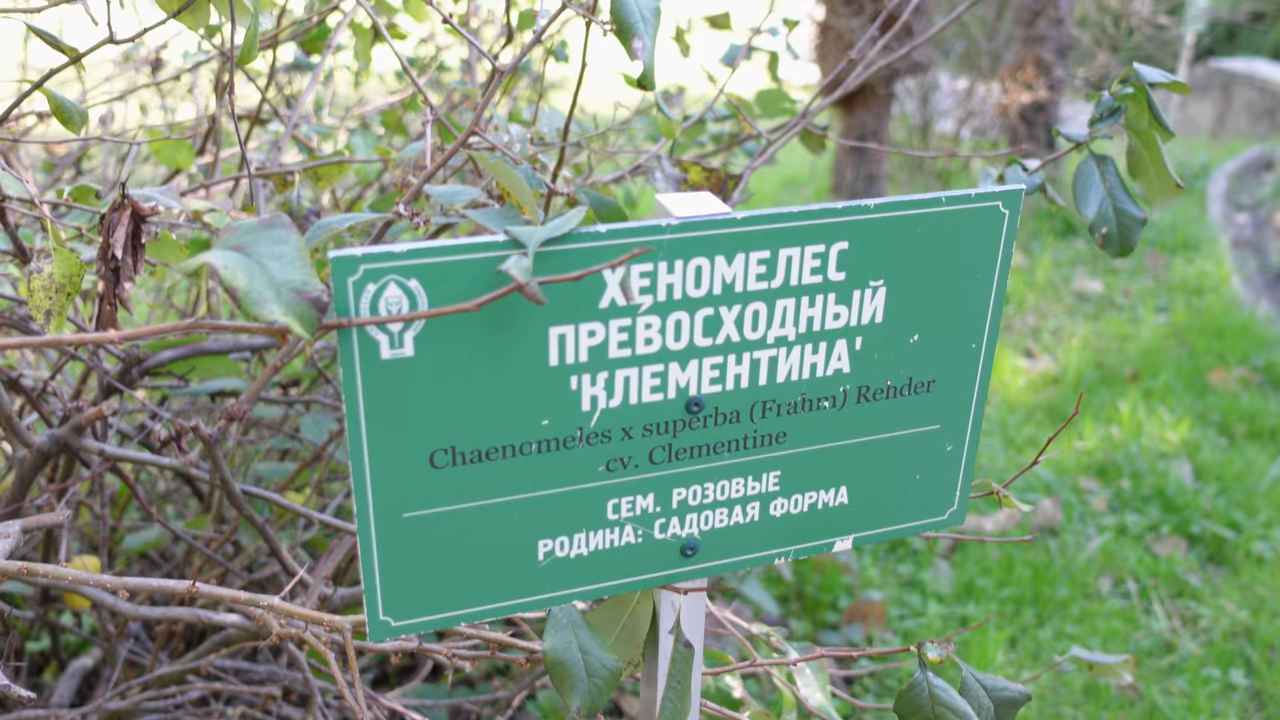 ХЕНОМЕЛЕС
ПРЕВОСХОДНЫЙ
'КЛЕМЕНТИНА'
Chaenomeles x superba (Frahm) Rehder
cv. Clementine
СЕМ. РОЗОВЫЕ
РОДИНА: САДОВАЯ ФОРМА